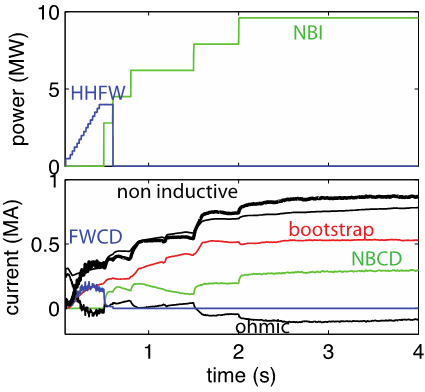 10
NBI
HHFW
5
0
power (MW)
1
non inductive
FWCD
0.5
bootstrap
NBCD
0
ohmic
current (MA)
1 2 3 4
time (s)